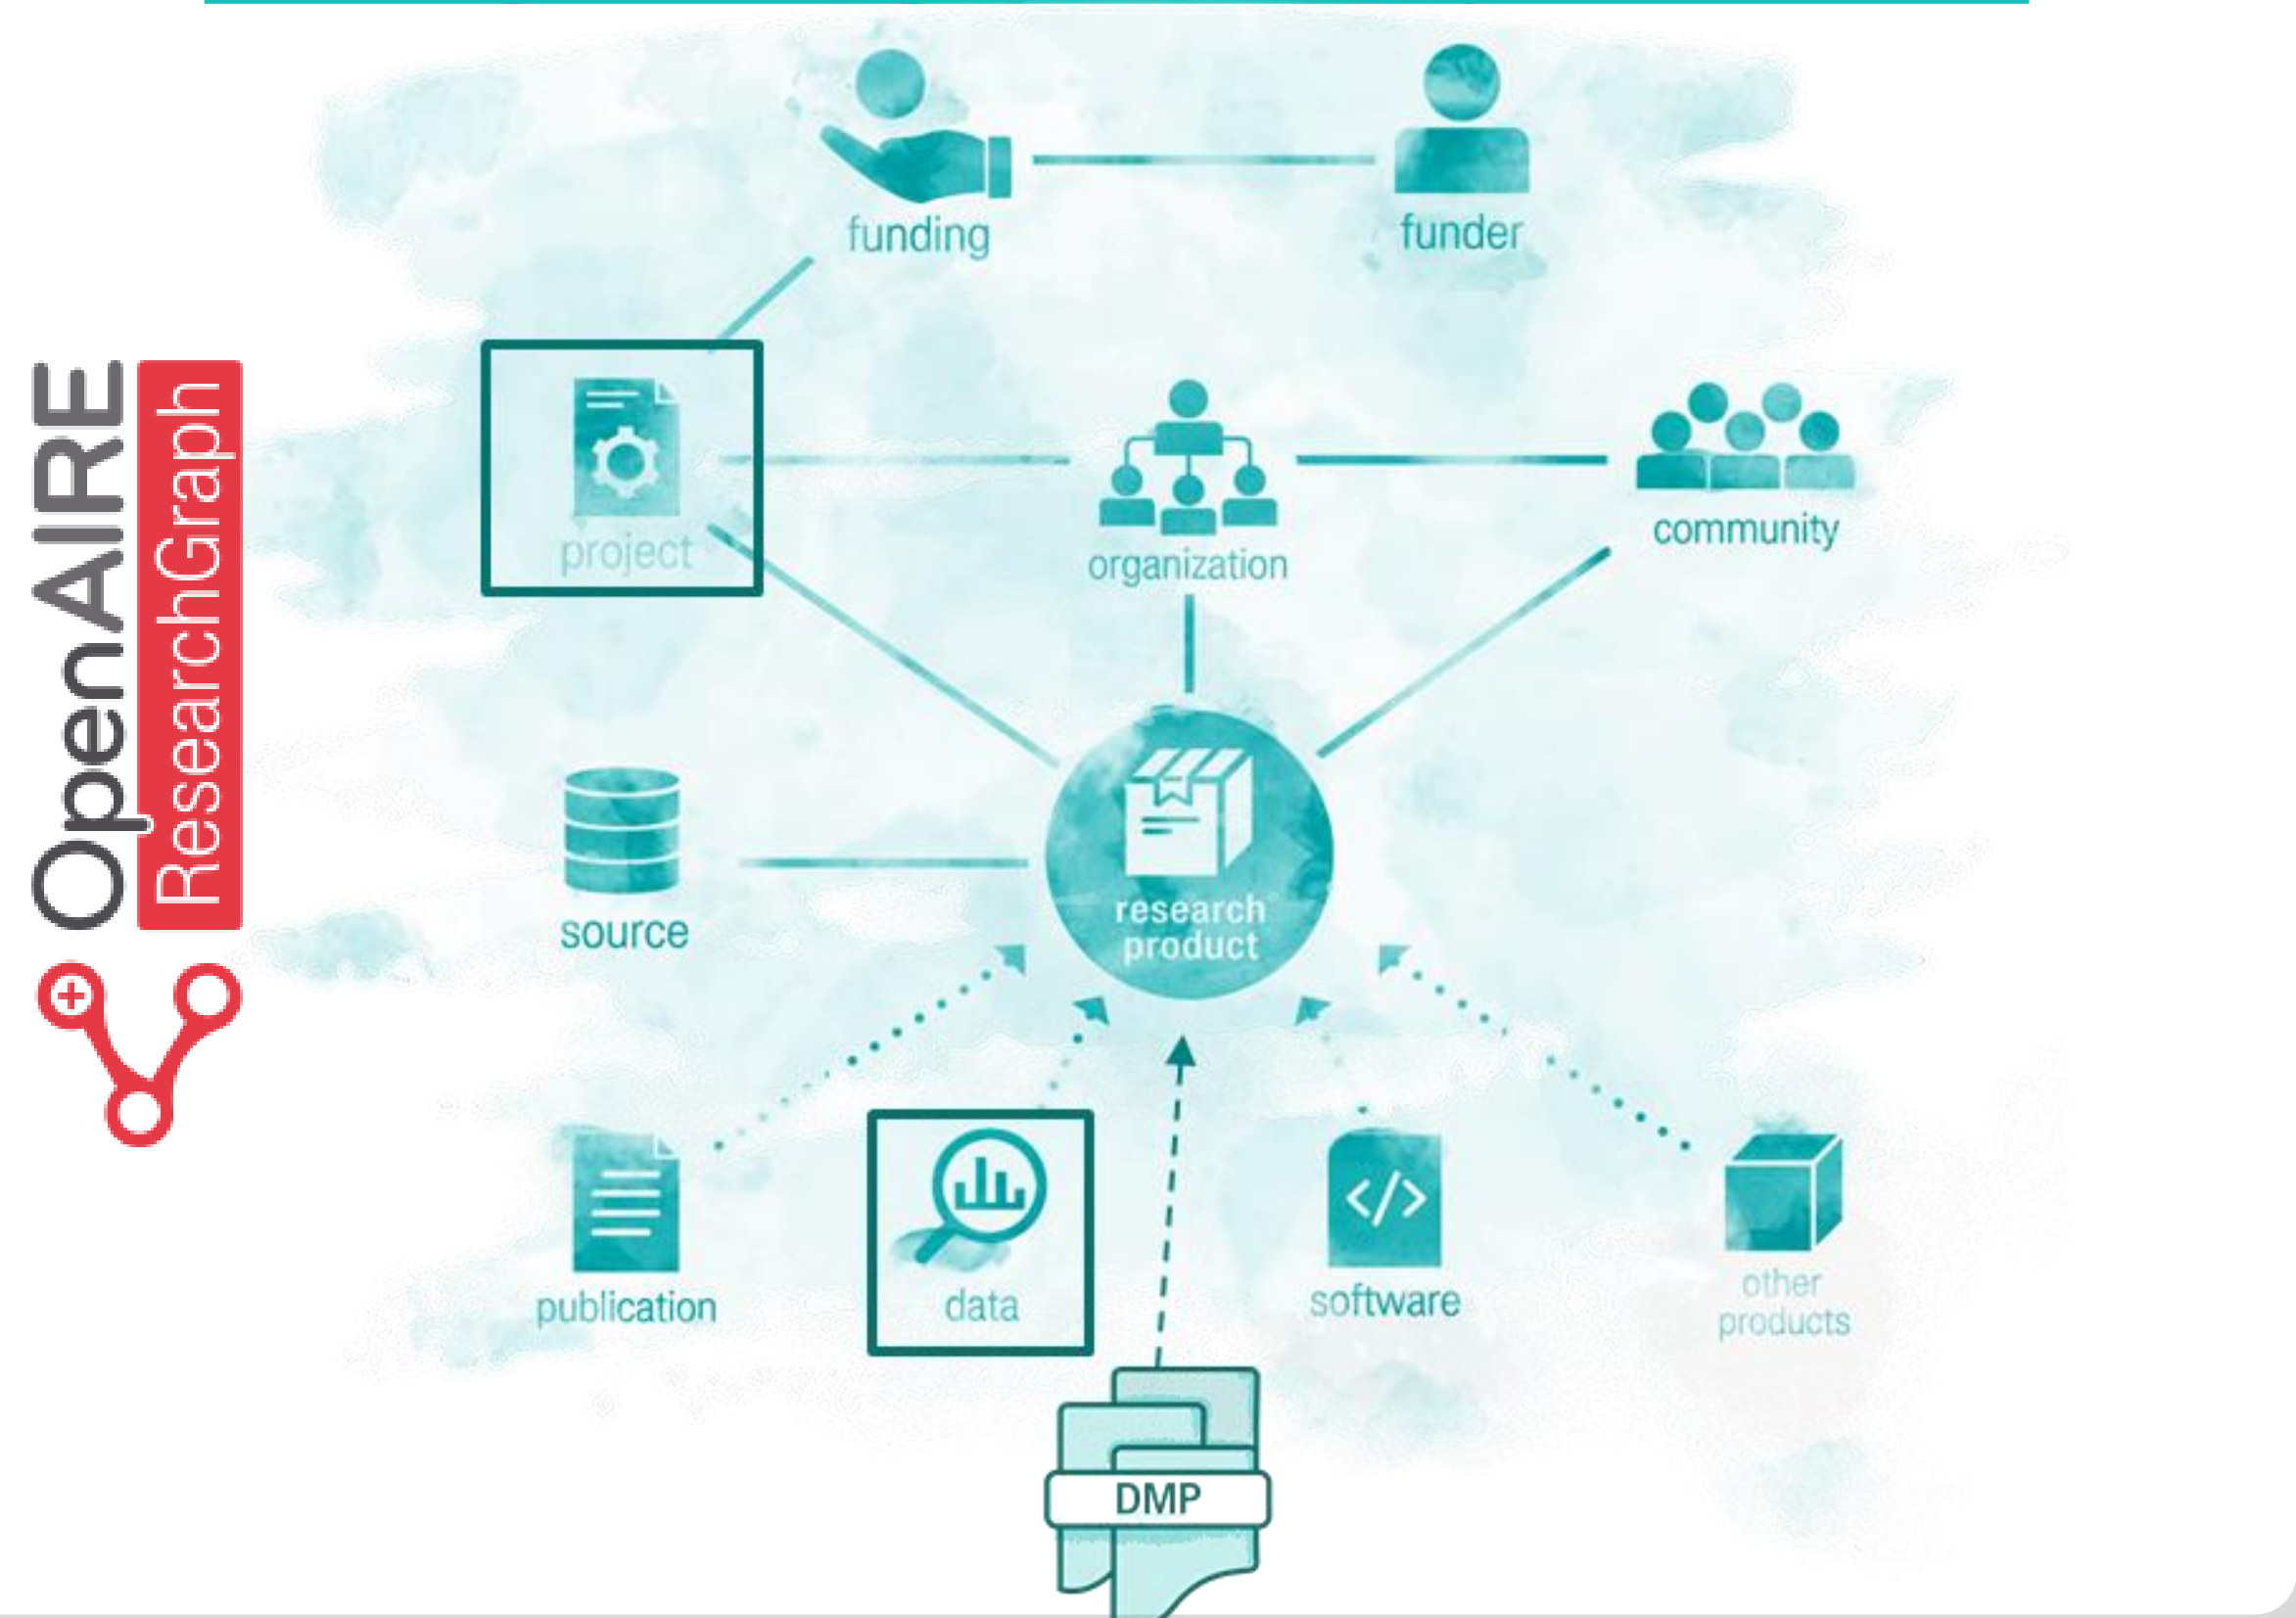 OpenAIRE
ResearchGraph
funding
funder
project
organization
community
source
research
product
publication
data
software
other
products
DMP